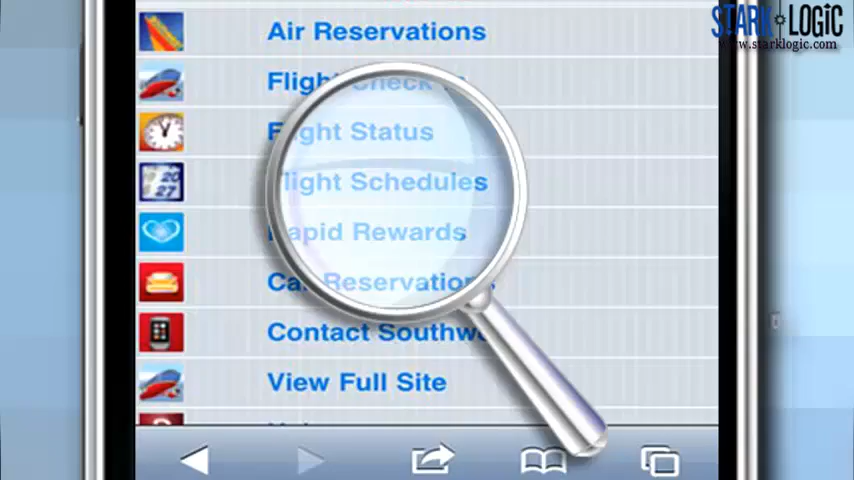 STARK LOGIC
www.starklogic.com
Air Reservations
Flight Check
Flight Status
Flight Schedules
Rapid Rewards
Car Reservations
Contact
View Full Site